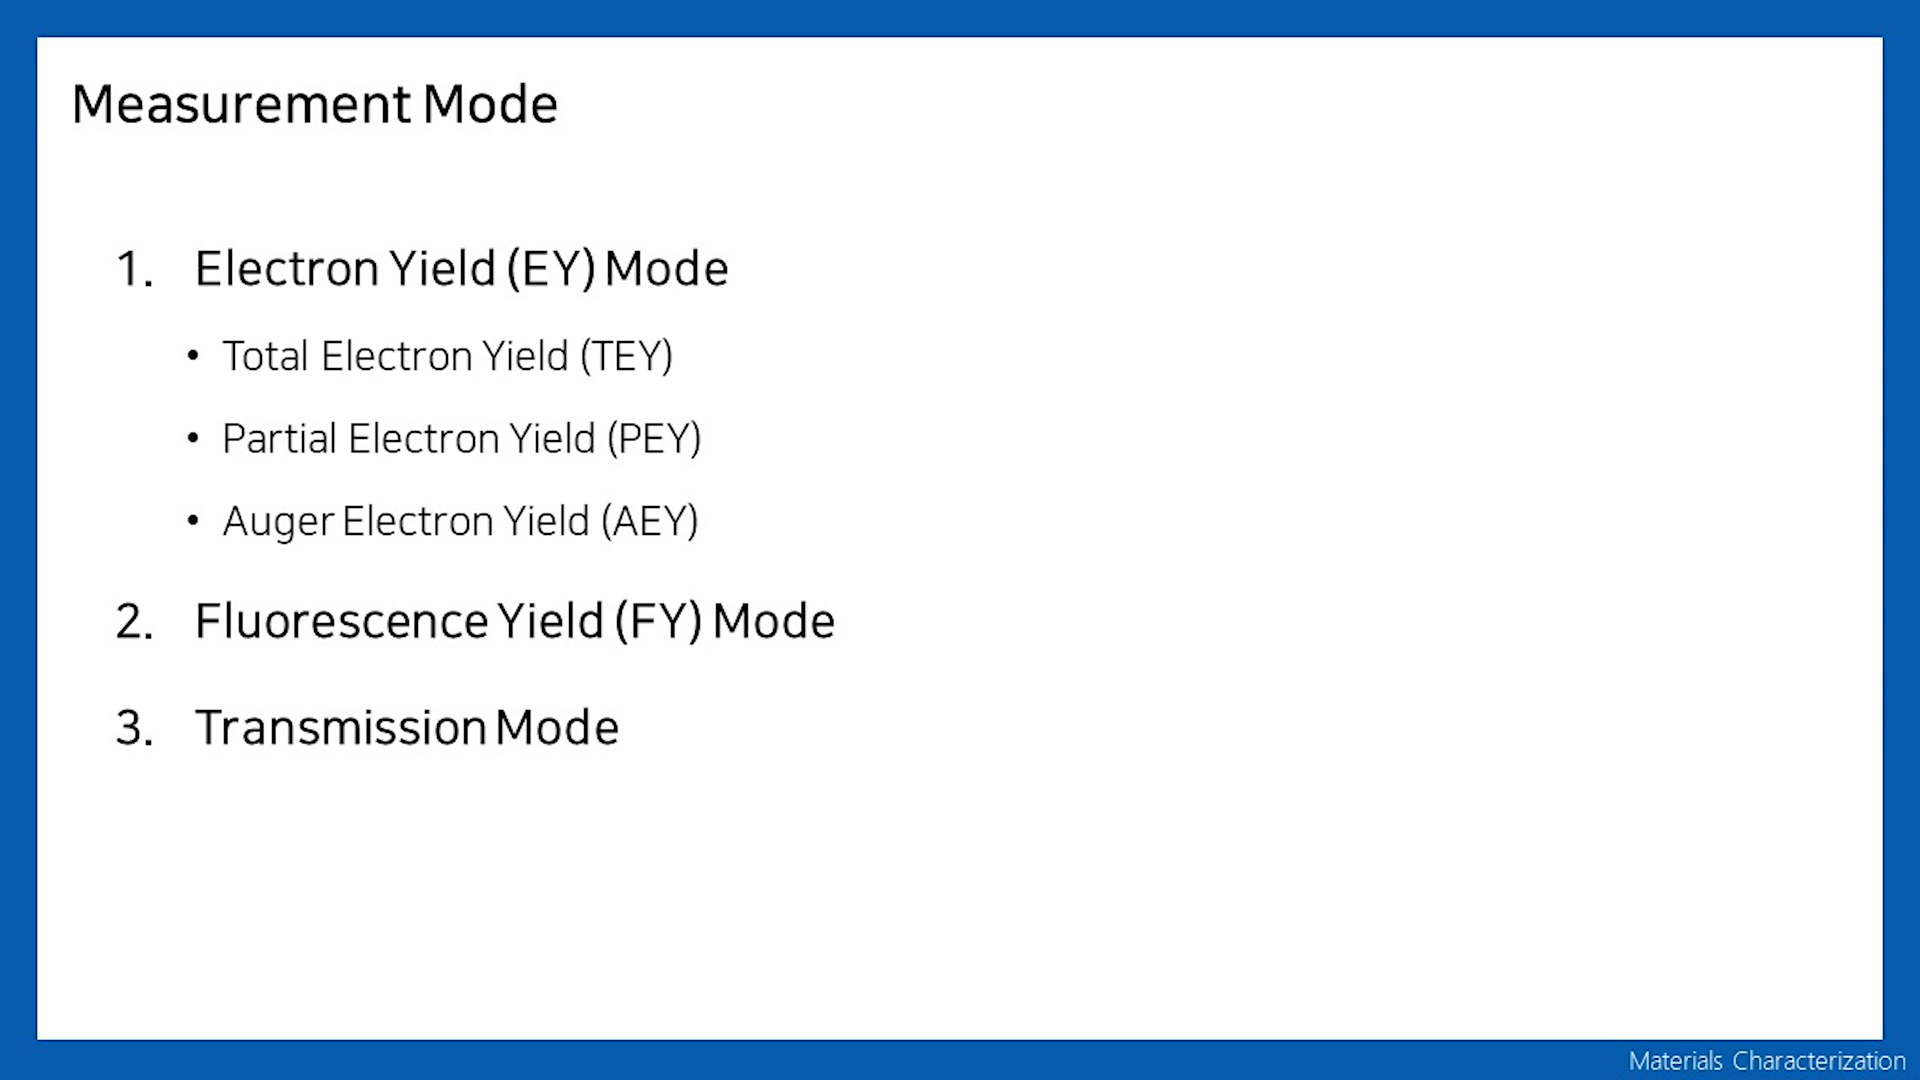 Measurement Mode
1. Electron Yield (EY) Mode
• Total Electron Yield (TEY)
• Partial Electron Yield (PEY)
• Auger Electron Yield (AEY)
2. Fluorescence Yield (FY) Mode
3. Transmission Mode
Materials Characterization